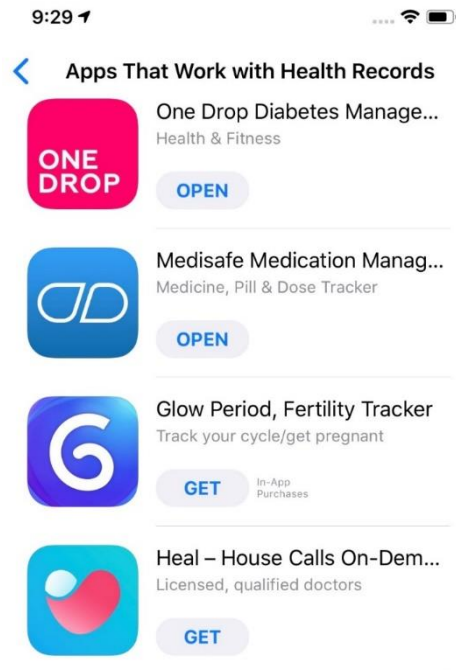 9:29
Apps That Work with Health Records
ONE
DROP
One Drop Diabetes Manage...
Health & Fitness
OPEN
Medisafe Medication Manag...
Medicine, Pill & Dose Tracker
OPEN
Glow Period, Fertility Tracker
Track your cycle/get pregnant
GET
In-App
Purchases
Heal – House Calls On-Dem...
Licensed, qualified doctors
GET